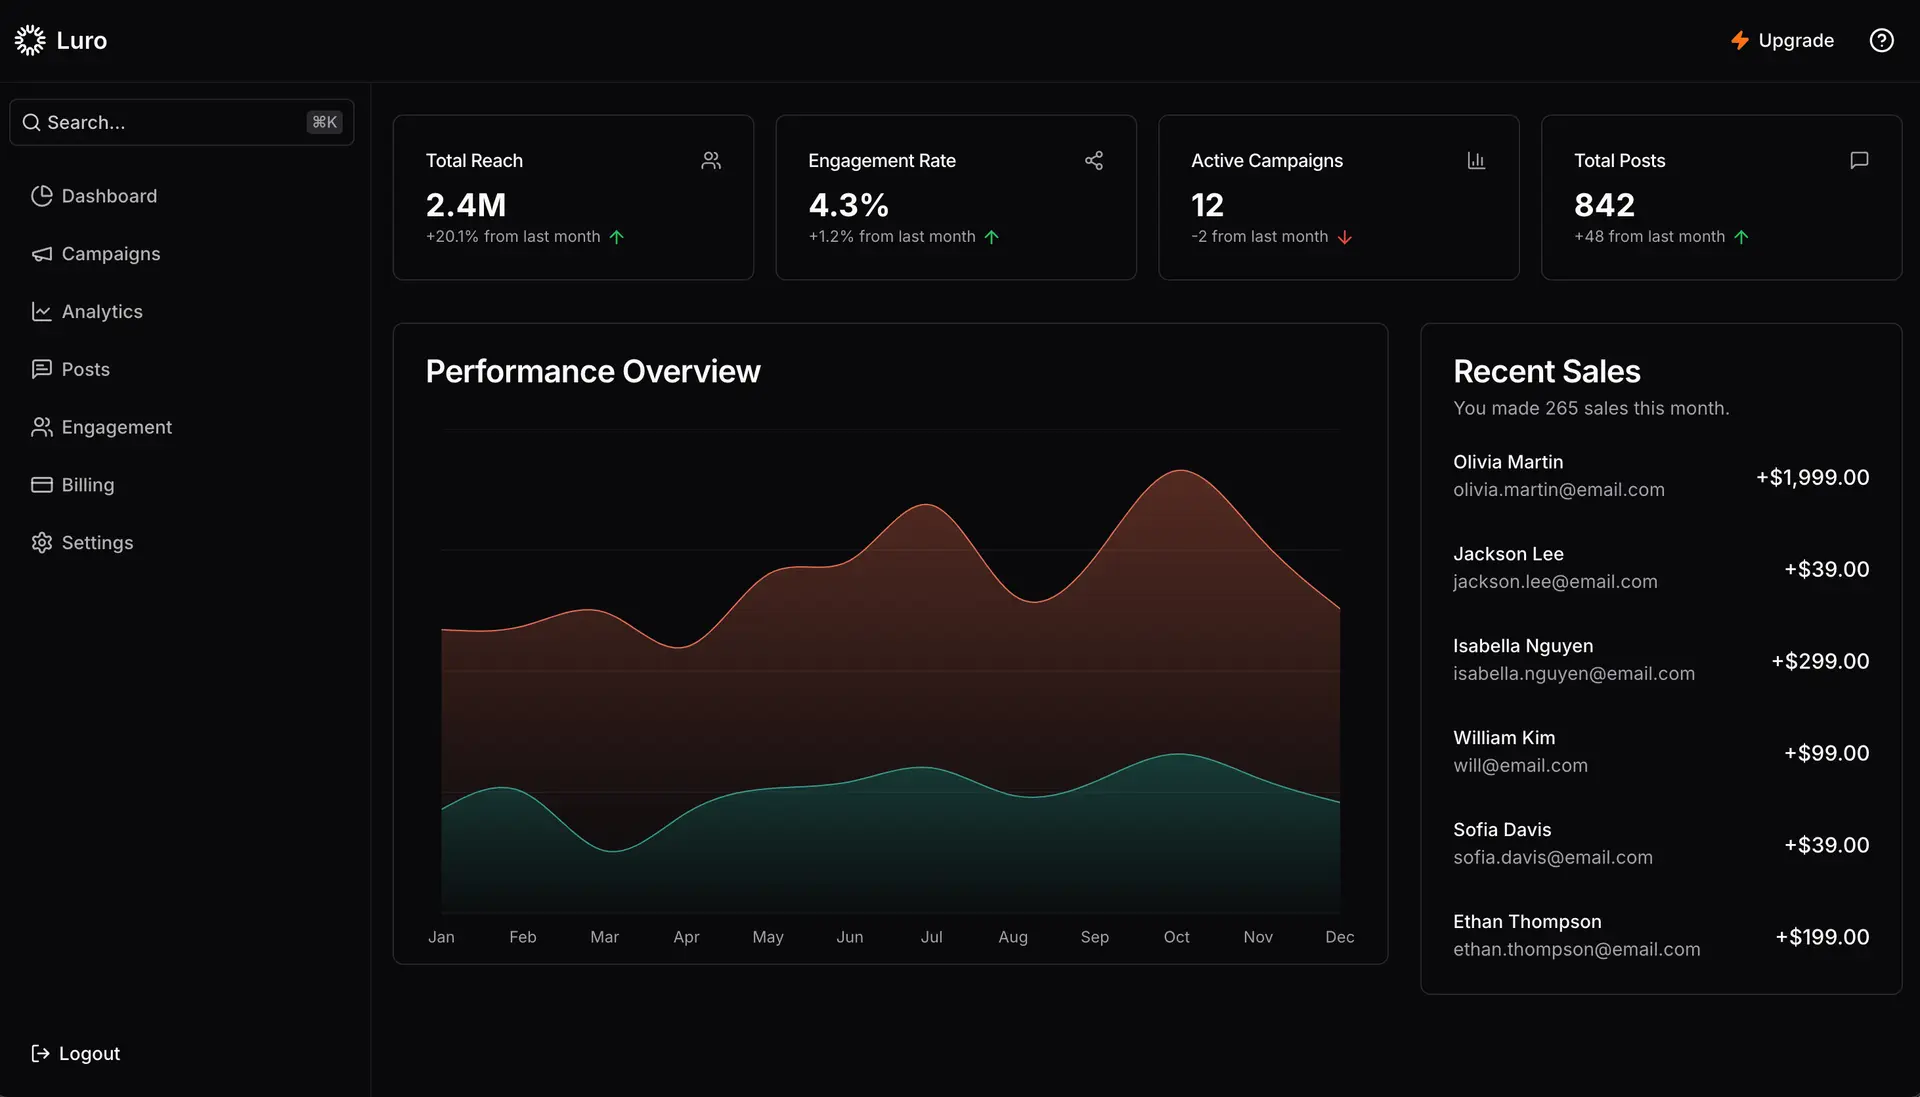 Luro
Upgrade
Search...
⌘K
Dashboard
Campaigns
Analytics
Posts
Engagement
Billing
Settings
Logout
Total Reach
2.4M
+20.1% from last month
Engagement Rate
4.3%
+1.2% from last month
Active Campaigns
12
-2 from last month
Total Posts
842
+48 from last month
Performance Overview
Jan Feb Mar Apr May Jun Jul Aug Sep Oct Nov Dec
Recent Sales
You made 265 sales this month.
Olivia Martin
olivia.martin@email.com
+$1,999.00
Jackson Lee
jackson.lee@email.com
+$39.00
Isabella Nguyen
isabella.nguyen@email.com
+$299.00
William Kim
will@email.com
+$99.00
Sofia Davis
sofia.davis@email.com
+$39.00
Ethan Thompson
ethan.thompson@email.com
+$199.00